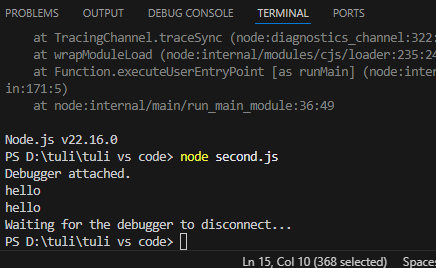 PROBLEMS OUTPUT DEBUG CONSOLE TERMINAL PORTS
at TracingChannel.traceSync (node:diagnostics_channel:322:
at wrapModuleLoad (node:internal/modules/cjs/loader:235:24
at Function.executeUserEntryPoint [as runMain] (node:inter
in:171:5)
at node:internal/main/run_main_module:36:49
Node.js v22.16.0
PS D:\tuli\tuli vs code> node second.js
Debugger attached.
hello
hello
Waiting for the debugger to disconnect...
PS D:\tuli\tuli vs code>
Ln 15, Col 10 (368 selected) Spaces